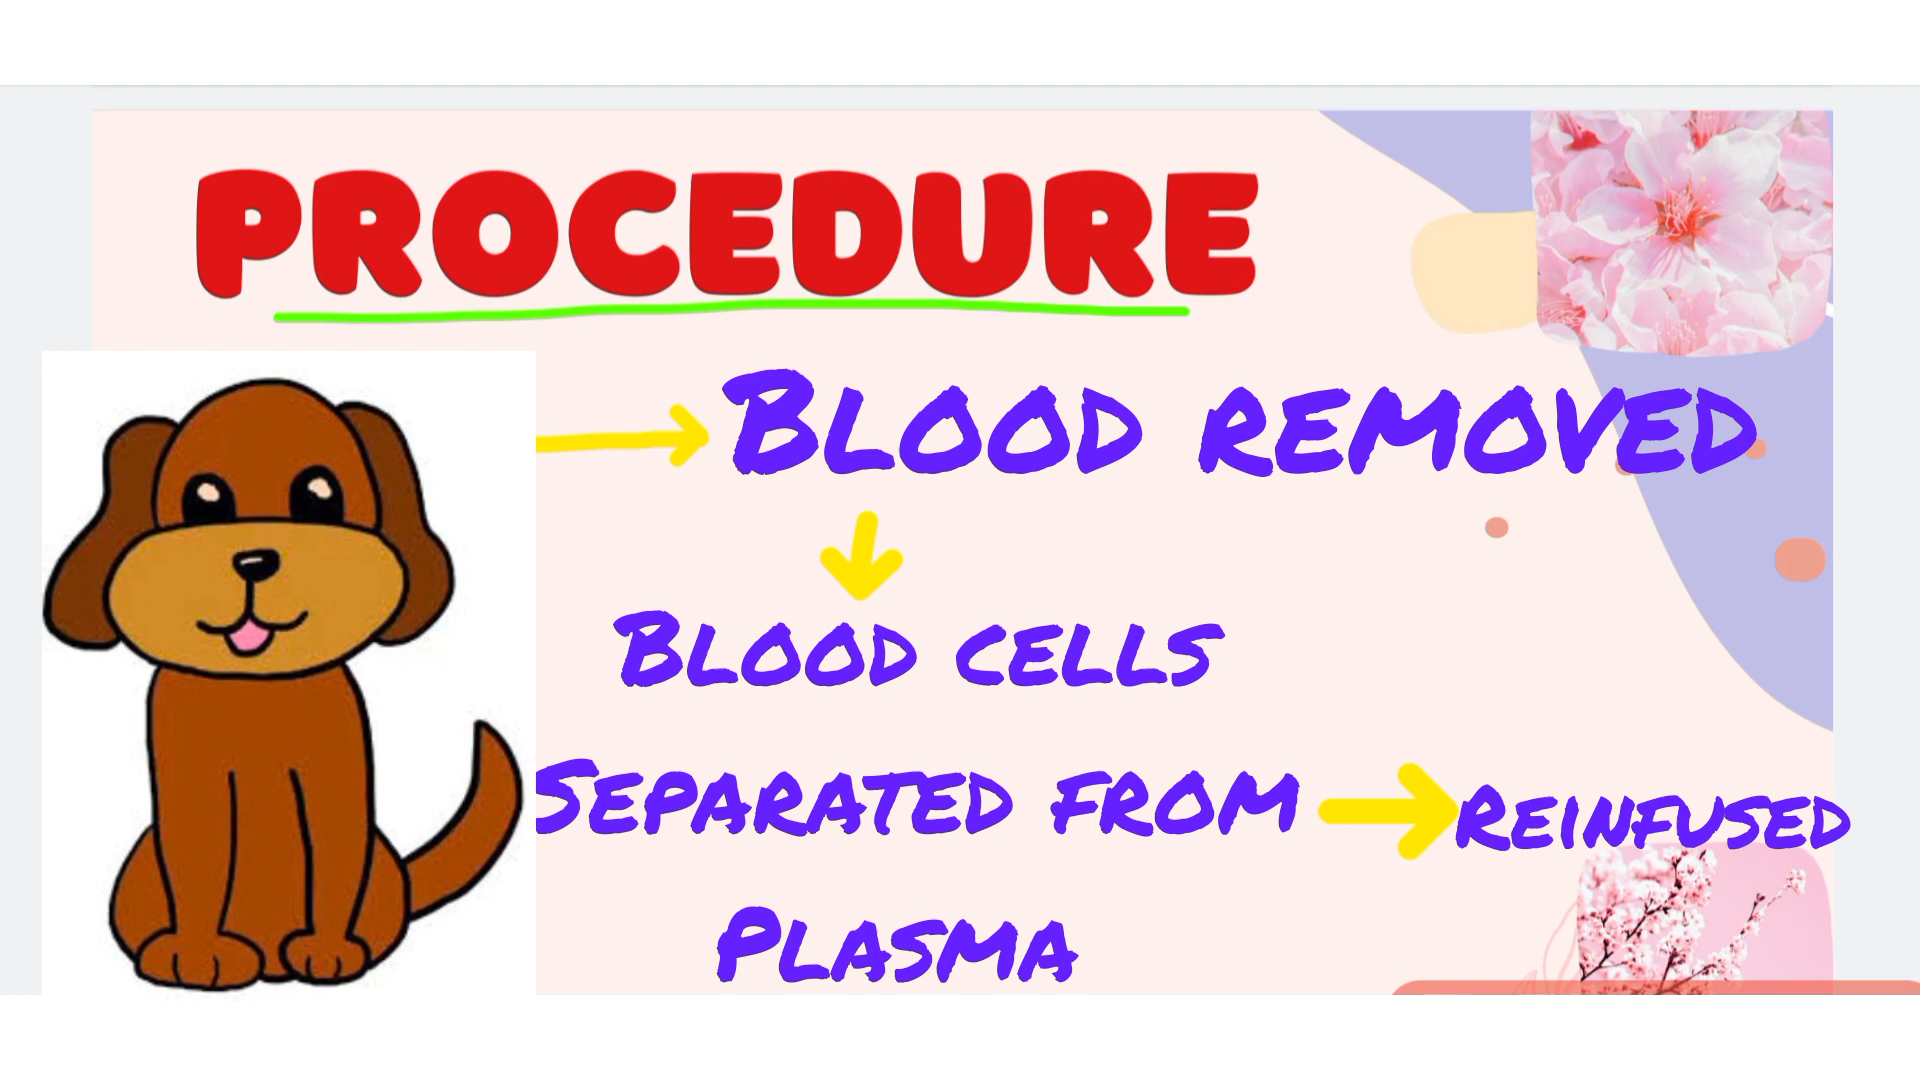 PROCEDURE
BLOOD REMOVED
BLOOD CELLS
SEPARATED FROM
REINFUSED
PLASMA